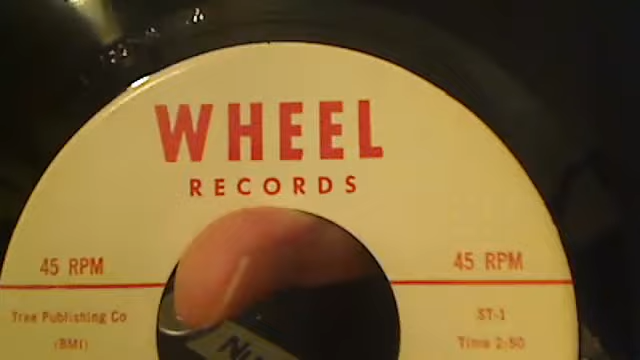 WHEEL
RECORDS
45 RPM
45 RPM
Tree Publishing Co
(BMI)
ST-1
Time 2:50